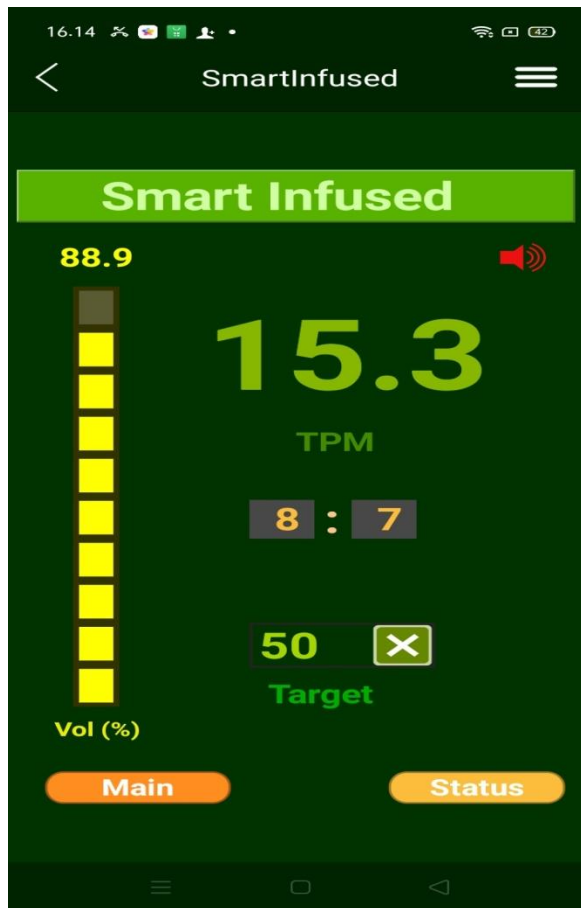 16.14
42
SmartInfused
Smart Infused
88.9
15.3
TPM
8 : 7
50
Target
Vol (%)
Main
Status